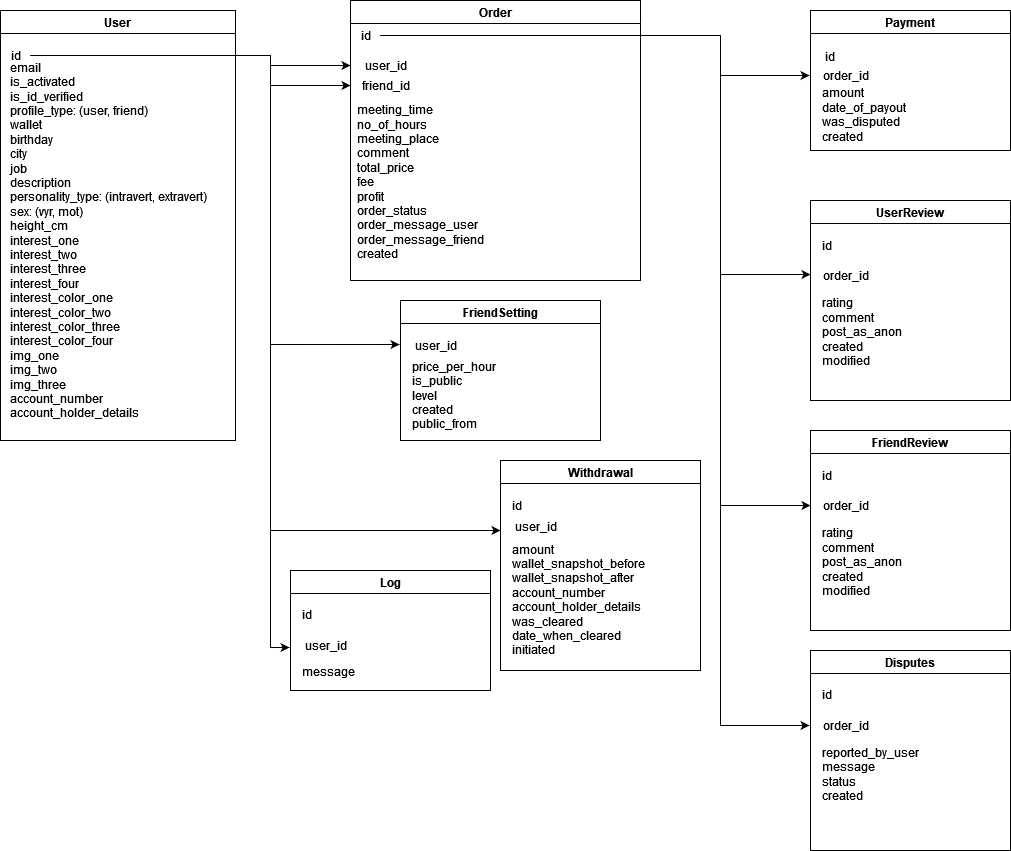 User
id
email
is_activated
is_id_verified
profile_type: (user, friend)
wallet
birthday
city
job
description
personality_type: (intravert, extravert)
sex: (vyr, mot)
height_cm
interest_one
interest_two
interest_three
interest_four
interest_color_one
interest_color_two
interest_color_three
interest_color_four
img_one
img_two
img_three
account_number
account_holder_details
Order
id
user_id
friend_id
meeting_time
no_of_hours
meeting_place
comment
total_price
fee
profit
order_status
order_message_user
order_message_friend
created
FriendSetting
user_id
price_per_hour
is_public
level
created
public_from
Withdrawal
id
user_id
amount
wallet_snapshot_before
wallet_snapshot_after
account_number
account_holder_details
was_cleared
date_when_cleared
initiated
Log
id
user_id
message
Payment
id
order_id
amount
date_of_payout
was_disputed
created
UserReview
id
order_id
rating
comment
post_as_anon
created
modified
FriendReview
id
order_id
rating
comment
post_as_anon
created
modified
Disputes
id
order_id
reported_by_user
message
status
created